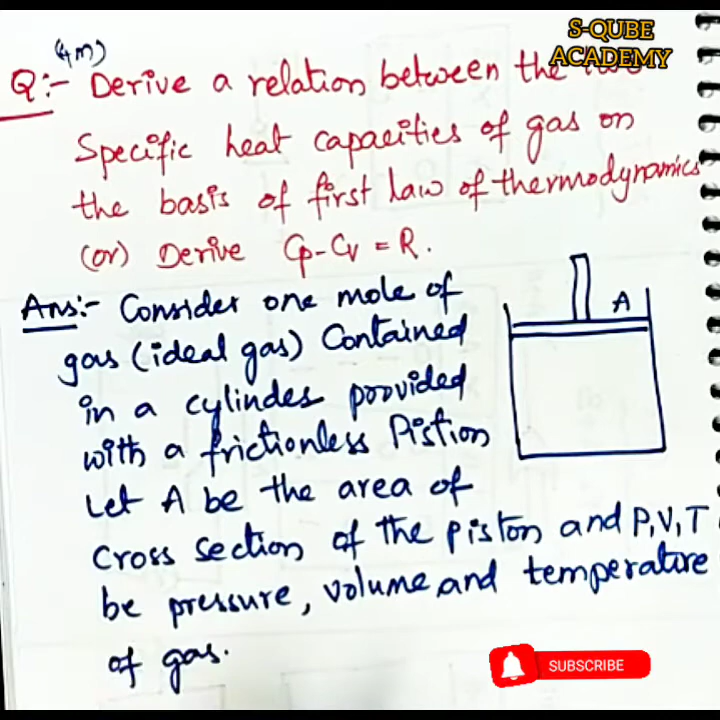 S-QUBE
ACADEMY
(4m)
Q:- Derive a relation between the
Specific heat capacities of gas on
the basis of first law of thermodynamics
(or) Derive Cp-Cv = R.
Ans:- Consider one mole of
gas (ideal gas) Contained
in a cylinder provided
with a frictionless Pistion
Let A be the area of
Cross section of the piston and P,V,T
be pressure, volume and temperature
of gas.
A
SUBSCRIBE